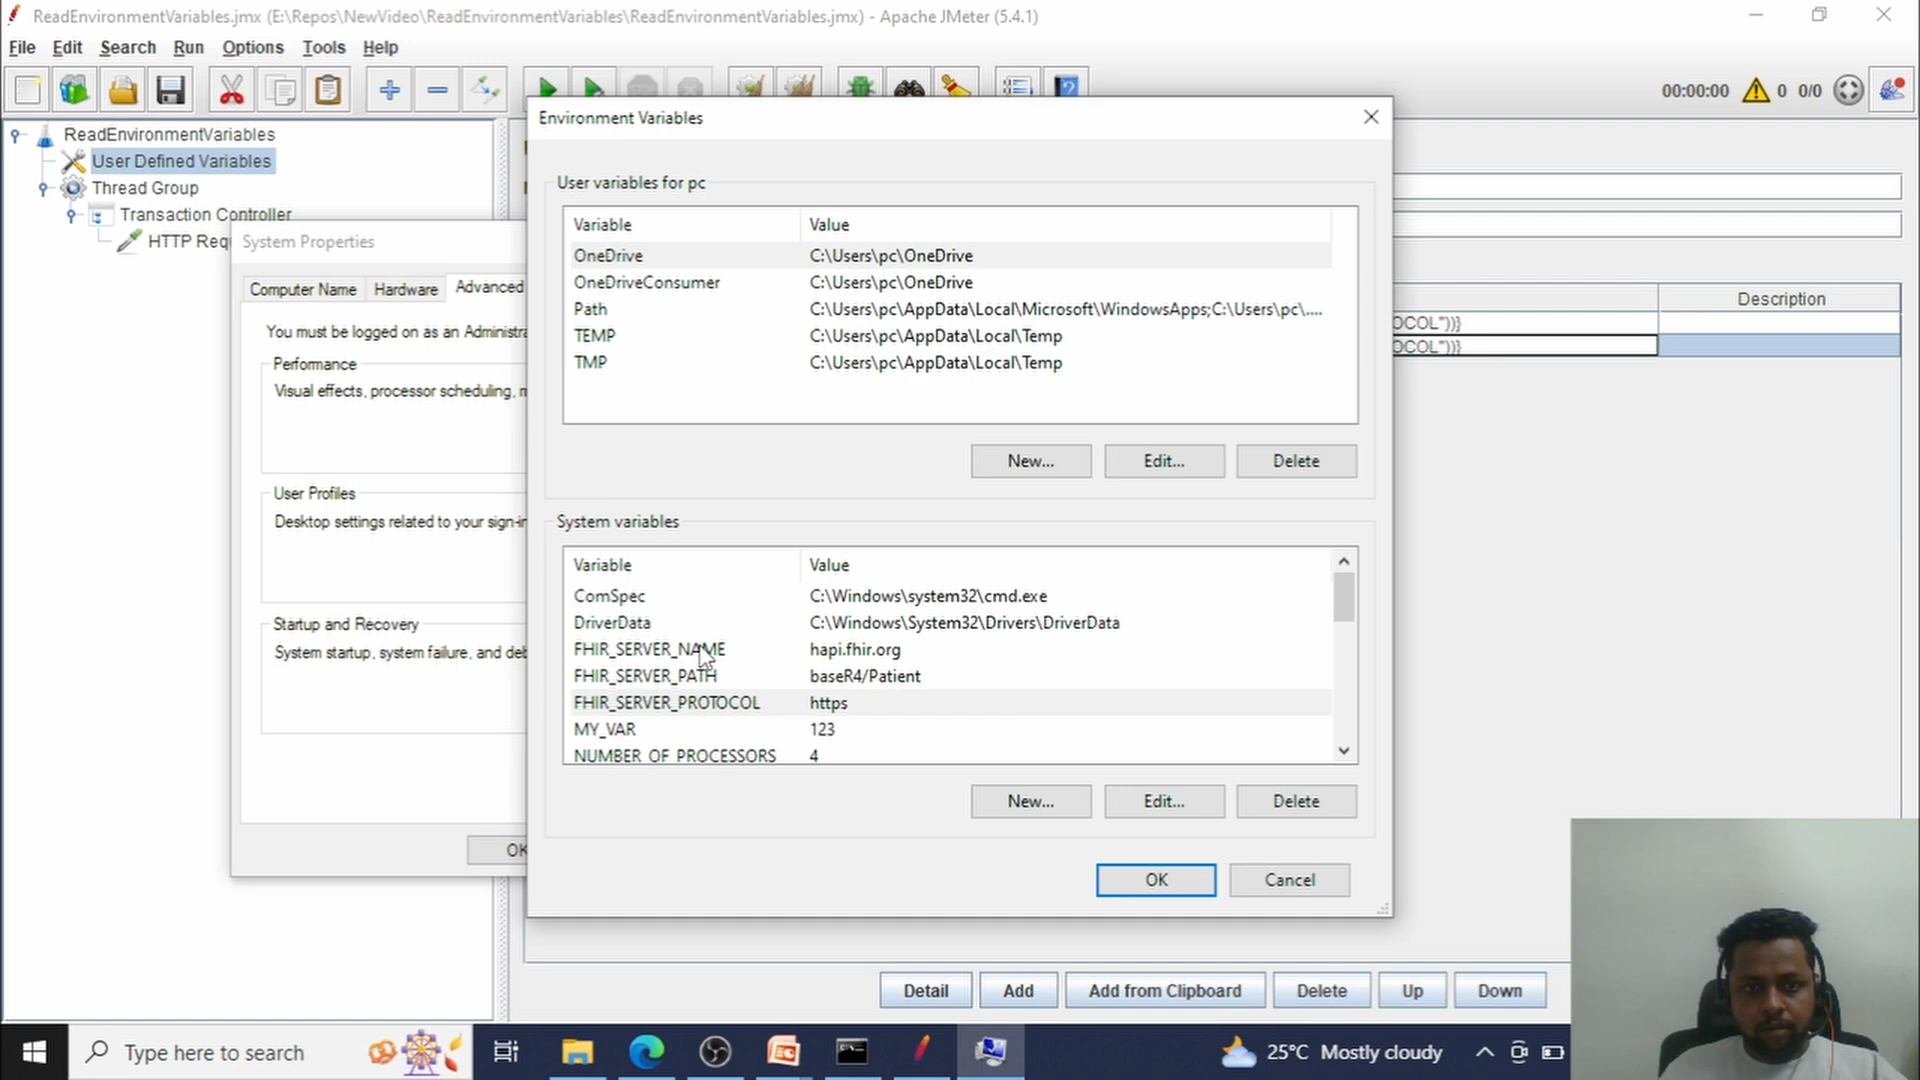 ReadEnvironmentVariables.jmx (E:\Repos\NewVideo\ReadEnvironmentVariables\ReadEnvironmentVariables.jmx) - Apache JMeter (5.4.1)
File Edit Search Run Options Tools Help
00:00:00 0 0/0
ReadEnvironmentVariables
User Defined Variables
Thread Group
Transaction Controller
HTTP Req
System Properties
Computer Name Hardware Advanced
You must be logged on as an Administra
Performance
Visual effects, processor scheduling, m
User Profiles
Desktop settings related to your sign-in
Startup and Recovery
System startup, system failure, and deb
OK
Environment Variables
User variables for pc
Variable Value
OneDrive C:\Users\pc\OneDrive
OneDriveConsumer C:\Users\pc\OneDrive
Path C:\Users\pc\AppData\Local\Microsoft\WindowsApps;C:\Users\pc\....
TEMP C:\Users\pc\AppData\Local\Temp
TMP C:\Users\pc\AppData\Local\Temp
New... Edit... Delete
System variables
Variable Value
ComSpec C:\Windows\system32\cmd.exe
DriverData C:\Windows\System32\Drivers\DriverData
FHIR_SERVER_NAME hapi.fhir.org
FHIR_SERVER_PATH baseR4/Patient
FHIR_SERVER_PROTOCOL https
MY_VAR 123
NUMBER_OF_PROCESSORS 4
New... Edit... Delete
OK Cancel
Description
OCOL"))}
OCOL"))}
Detail Add Add from Clipboard Delete Up Down
Type here to search
25°C Mostly cloudy